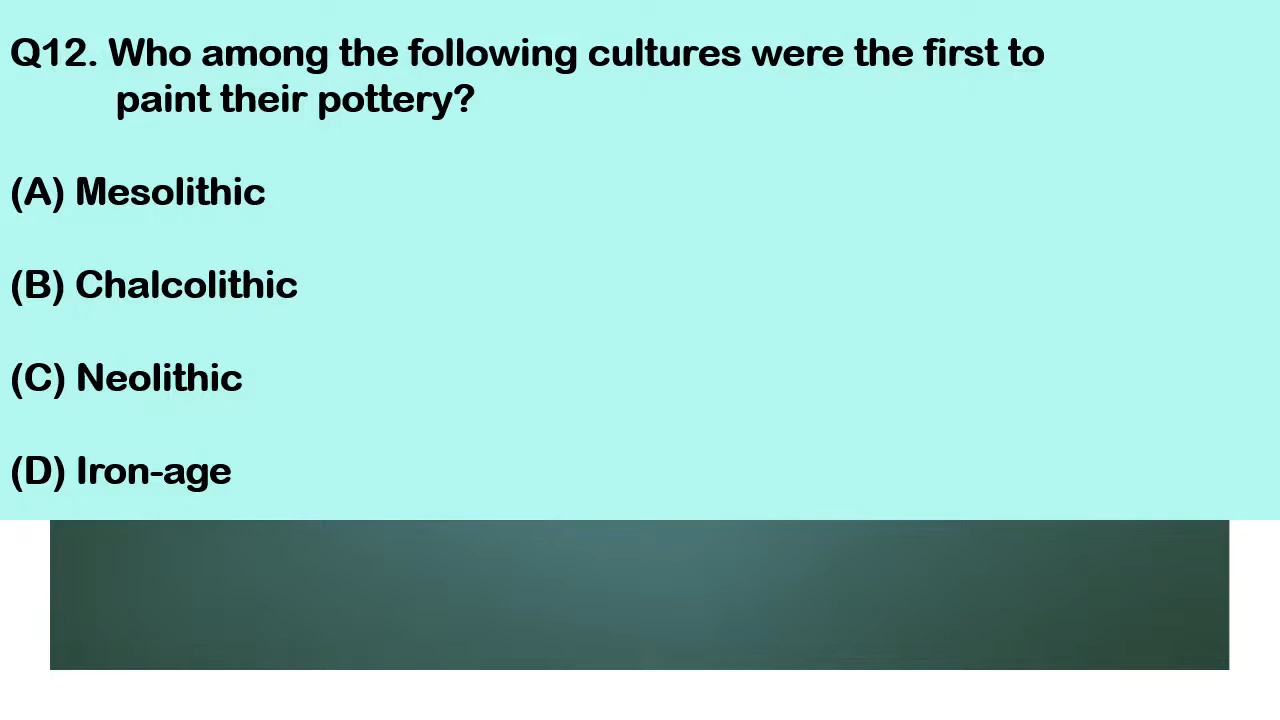 Q12. Who among the following cultures were the first to
paint their pottery?
(A) Mesolithic
(B) Chalcolithic
(C) Neolithic
(D) Iron-age